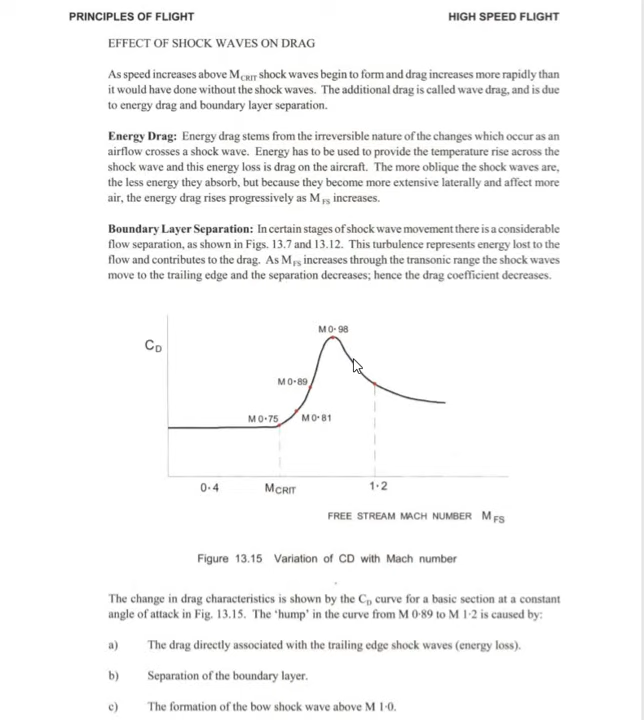 PRINCIPLES OF FLIGHT
HIGH SPEED FLIGHT
EFFECT OF SHOCK WAVES ON DRAG
As speed increases above MCRIT shock waves begin to form and drag increases more rapidly than
it would have done without the shock waves. The additional drag is called wave drag, and is due
to energy drag and boundary layer separation.
Energy Drag: Energy drag stems from the irreversible nature of the changes which occur as an
airflow crosses a shock wave. Energy has to be used to provide the temperature rise across the
shock wave and this energy loss is drag on the aircraft. The more oblique the shock waves are,
the less energy they absorb, but because they become more extensive laterally and affect more
air, the energy drag rises progressively as MFS increases.
Boundary Layer Separation: In certain stages of shock wave movement there is a considerable
flow separation, as shown in Figs. 13.7 and 13.12. This turbulence represents energy lost to the
flow and contributes to the drag. As MFS increases through the transonic range the shock waves
move to the trailing edge and the separation decreases; hence the drag coefficient decreases.
M 0·98
CD
M 0·89
M 0·75
M 0·81
0·4
MCRIT
1·2
FREE STREAM MACH NUMBER MFS
Figure 13.15 Variation of CD with Mach number
The change in drag characteristics is shown by the CD curve for a basic section at a constant
angle of attack in Fig. 13.15. The 'hump' in the curve from M 0·89 to M 1·2 is caused by:
a) The drag directly associated with the trailing edge shock waves (energy loss).
b) Separation of the boundary layer.
c) The formation of the bow shock wave above M 1·0.